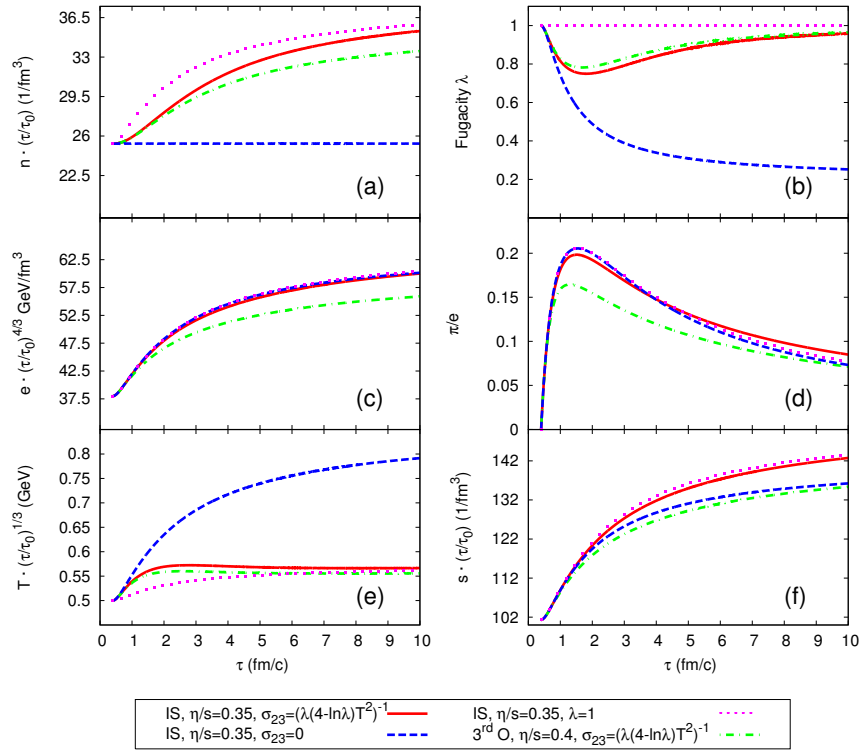 36.5
33
29.5
26
22.5
n · (τ/τ0) (1/fm³)
(a)
1
0.8
0.6
0.4
0.2
Fugacity λ
(b)
62.5
57.5
52.5
47.5
42.5
37.5
e · (τ/τ0)^4/3 GeV/fm³
(c)
0.2
0.15
0.1
0.05
0
π/e
(d)
0.8
0.75
0.7
0.65
0.6
0.55
0.5
T · (τ/τ0)^1/3 (GeV)
(e)
0 1 2 3 4 5 6 7 8 9 10
τ (fm/c)
142
132
122
112
102
s · (τ/τ0) (1/fm³)
(f)
0 1 2 3 4 5 6 7 8 9 10
τ (fm/c)
IS, η/s=0.35, σ23=(λ(4-lnλ)T²)⁻¹
IS, η/s=0.35, σ23=0
IS, η/s=0.35, λ=1
3rd O, η/s=0.4, σ23=(λ(4-lnλ)T²)⁻¹